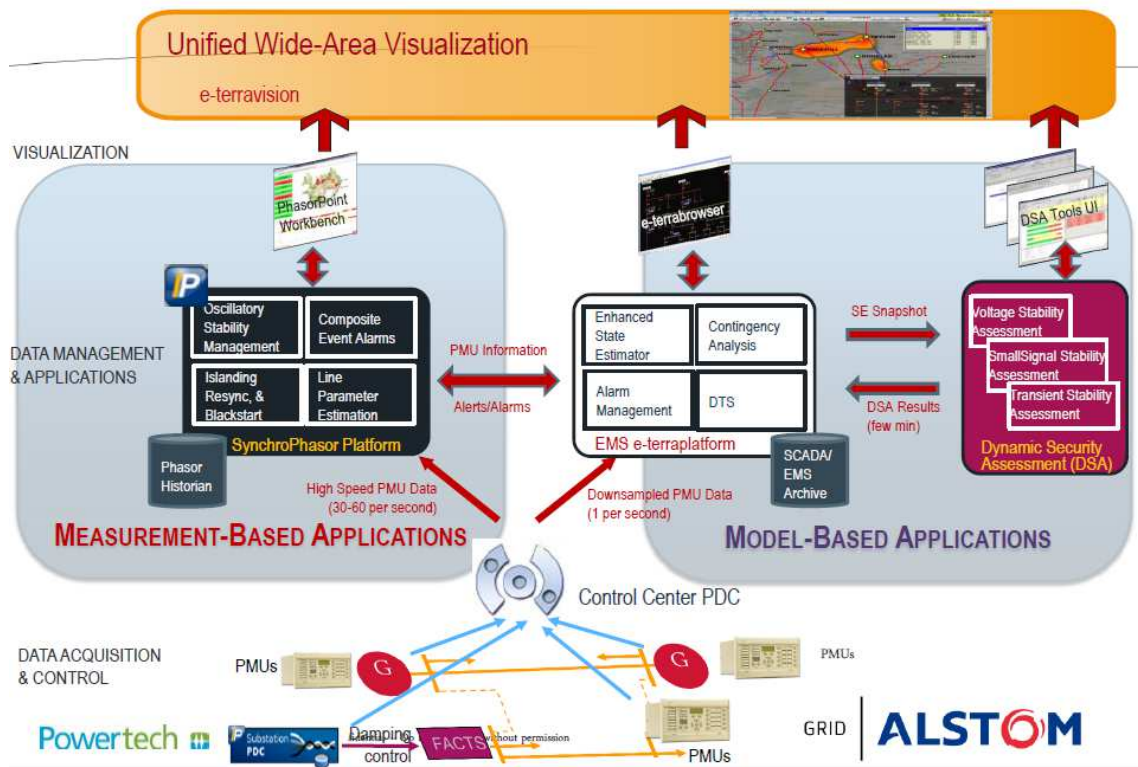 Unified Wide-Area Visualization
e-terravision
VISUALIZATION
PhasorPoint
Workbench
e-terrabrowser
DSA Tools UI
DATA MANAGEMENT
& APPLICATIONS
Oscillatory
Stability
Management
Composite
Event Alarms
Islanding
Resync, &
Blackstart
Line
Parameter
Estimation
SynchroPhasor Platform
Phasor
Historian
PMU Information
Alerts/Alarms
Enhanced
State
Estimator
Contingency
Analysis
Alarm
Management
DTS
EMS e-terraplatform
SCADA/
EMS
Archive
SE Snapshot
DSA Results
(few min)
Voltage Stability
Assessment
SmallSignal Stability
Assessment
Transient Stability
Assessment
Dynamic Security
Assessment (DSA)
High Speed PMU Data
(30-60 per second)
Downsampled PMU Data
(1 per second)
MEASUREMENT-BASED APPLICATIONS
MODEL-BASED APPLICATIONS
Control Center PDC
DATA ACQUISITION
& CONTROL
PMUs
G
G
PMUs
Powertech
Substation
PDC
Damping
control
FACTS
without permission
PMUs
GRID
ALSTOM